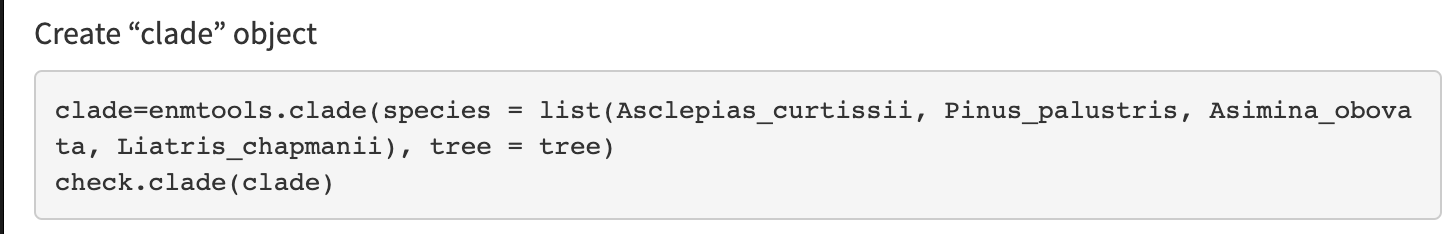 Create “clade” object
clade=enmtools.clade(species = list(Asclepias_curtissii, Pinus_palustris, Asimina_obova
ta, Liatris_chapmanii), tree = tree)
check.clade(clade)